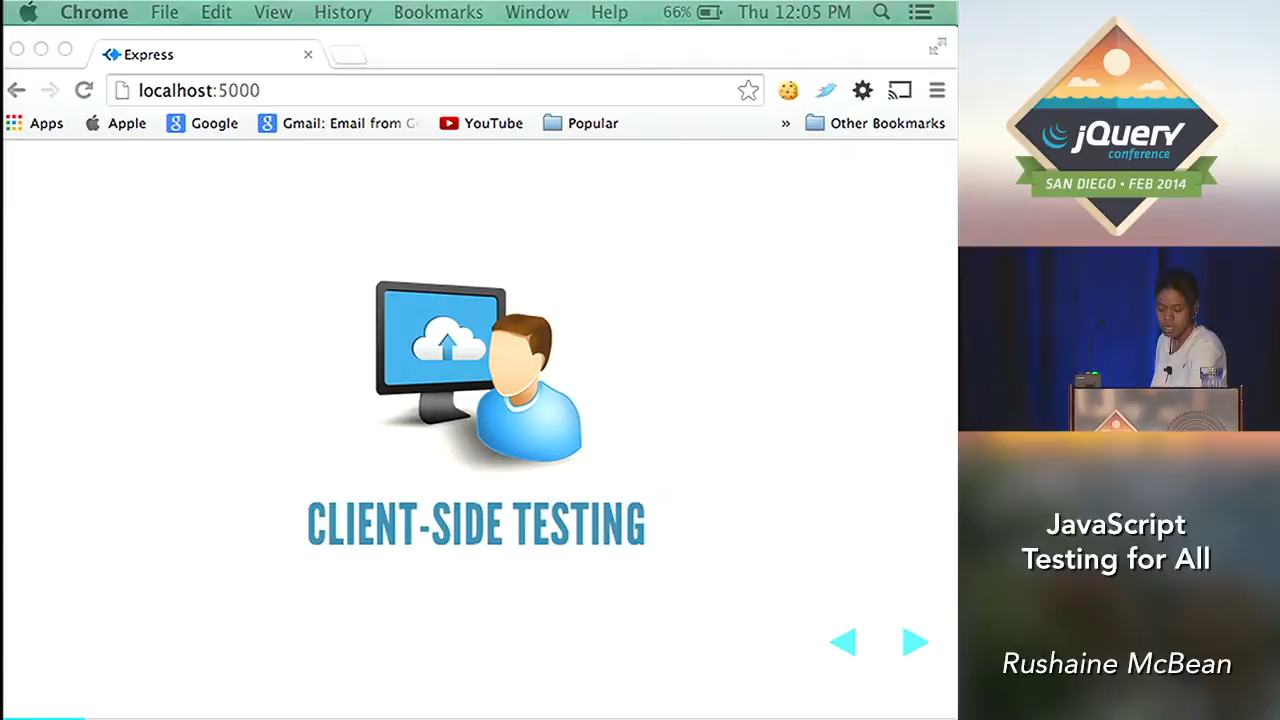 Chrome File Edit View History Bookmarks Window Help 66% Thu 12:05 PM
Express
localhost:5000
Apps Apple Google Gmail: Email from G YouTube Popular » Other Bookmarks
CLIENT-SIDE TESTING
jQuery
conference
SAN DIEGO • FEB 2014
JavaScript
Testing for All
Rushaine McBean